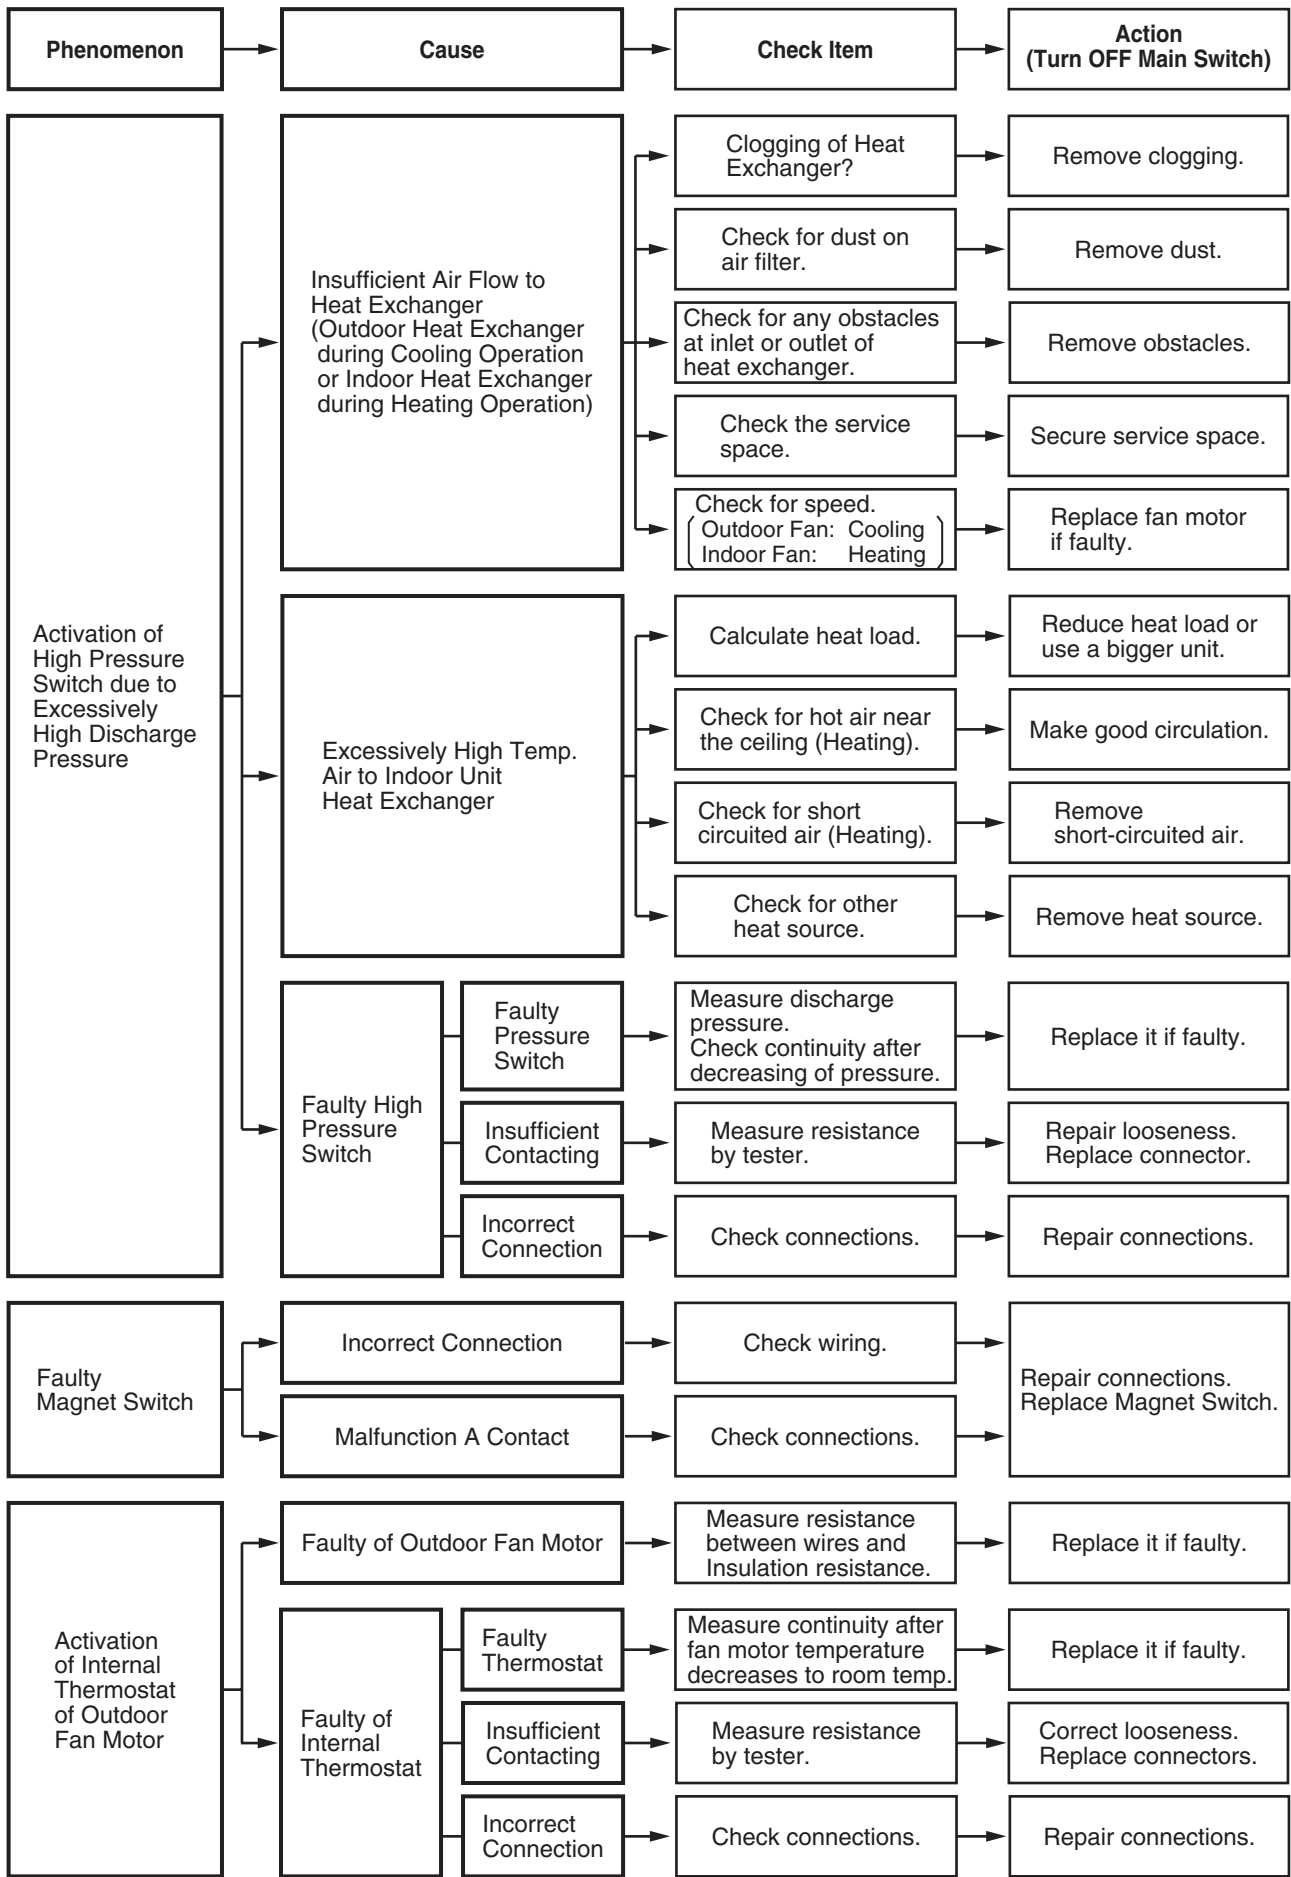 Phenomenon
Cause
Check Item
Action
(Turn OFF Main Switch)
Activation of
High Pressure
Switch due to
Excessively
High Discharge
Pressure
Insufficient Air Flow to
Heat Exchanger
(Outdoor Heat Exchanger
during Cooling Operation
or Indoor Heat Exchanger
during Heating Operation)
Clogging of Heat
Exchanger?
Remove clogging.
Check for dust on
air filter.
Remove dust.
Check for any obstacles
at inlet or outlet of
heat exchanger.
Remove obstacles.
Check the service
space.
Secure service space.
Check for speed.
Outdoor Fan: Cooling
Indoor Fan: Heating
Replace fan motor
if faulty.
Excessively High Temp.
Air to Indoor Unit
Heat Exchanger
Calculate heat load.
Reduce heat load or
use a bigger unit.
Check for hot air near
the ceiling (Heating).
Make good circulation.
Check for short
circuited air (Heating).
Remove
short-circuited air.
Check for other
heat source.
Remove heat source.
Faulty High
Pressure
Switch
Faulty
Pressure
Switch
Measure discharge
pressure.
Check continuity after
decreasing of pressure.
Replace it if faulty.
Insufficient
Contacting
Measure resistance
by tester.
Repair looseness.
Replace connector.
Incorrect
Connection
Check connections.
Repair connections.
Faulty
Magnet Switch
Incorrect Connection
Check wiring.
Malfunction A Contact
Check connections.
Repair connections.
Replace Magnet Switch.
Activation
of Internal
Thermostat
of Outdoor
Fan Motor
Faulty of Outdoor Fan Motor
Measure resistance
between wires and
Insulation resistance.
Replace it if faulty.
Faulty of
Internal
Thermostat
Faulty
Thermostat
Measure continuity after
fan motor temperature
decreases to room temp.
Replace it if faulty.
Insufficient
Contacting
Measure resistance
by tester.
Correct looseness.
Replace connectors.
Incorrect
Connection
Check connections.
Repair connections.